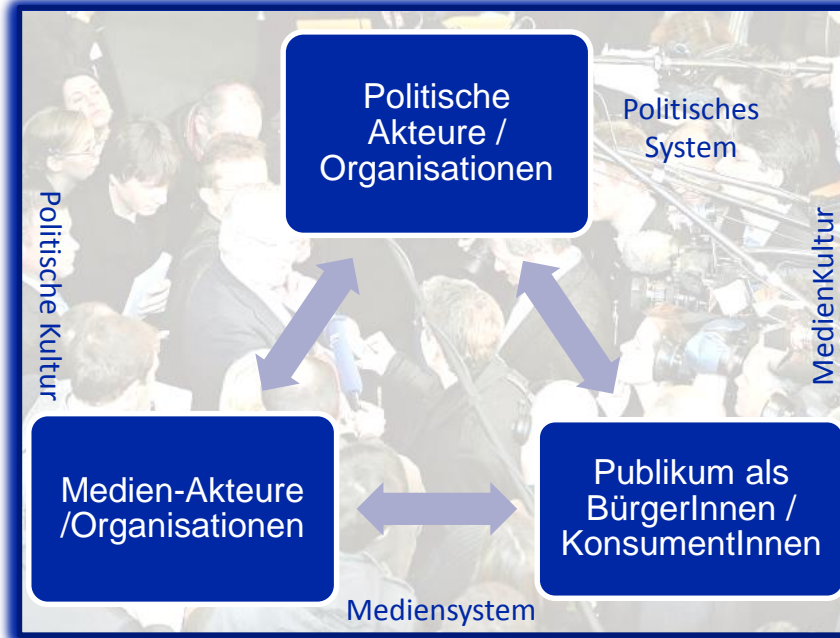 Politische
Akteure /
Organisationen
Politisches
System
Politische Kultur
MedienKultur
Medien-Akteure
/Organisationen
Publikum als
BürgerInnen /
KonsumentInnen
Mediensystem